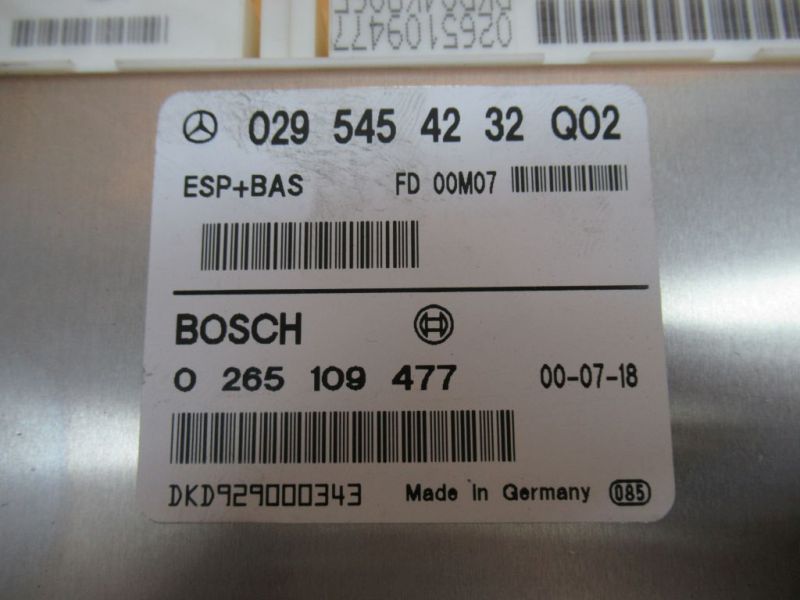 0265109477
029 545 42 32 Q02
ESP+BAS FD 00M07
BOSCH
0 265 109 477 00-07-18
DKD929000343 Made in Germany 085